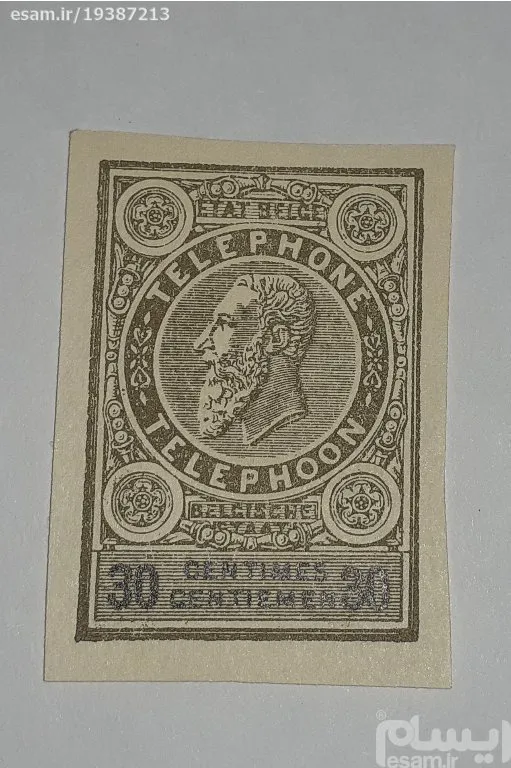 esam.ir/19387213
ETAT BELGE
TELEPHONE
TELEPHOON
BELGISCHE
STAAT
30 CENTIMES 30
CENTIEMEN
ایسام
esam.ir